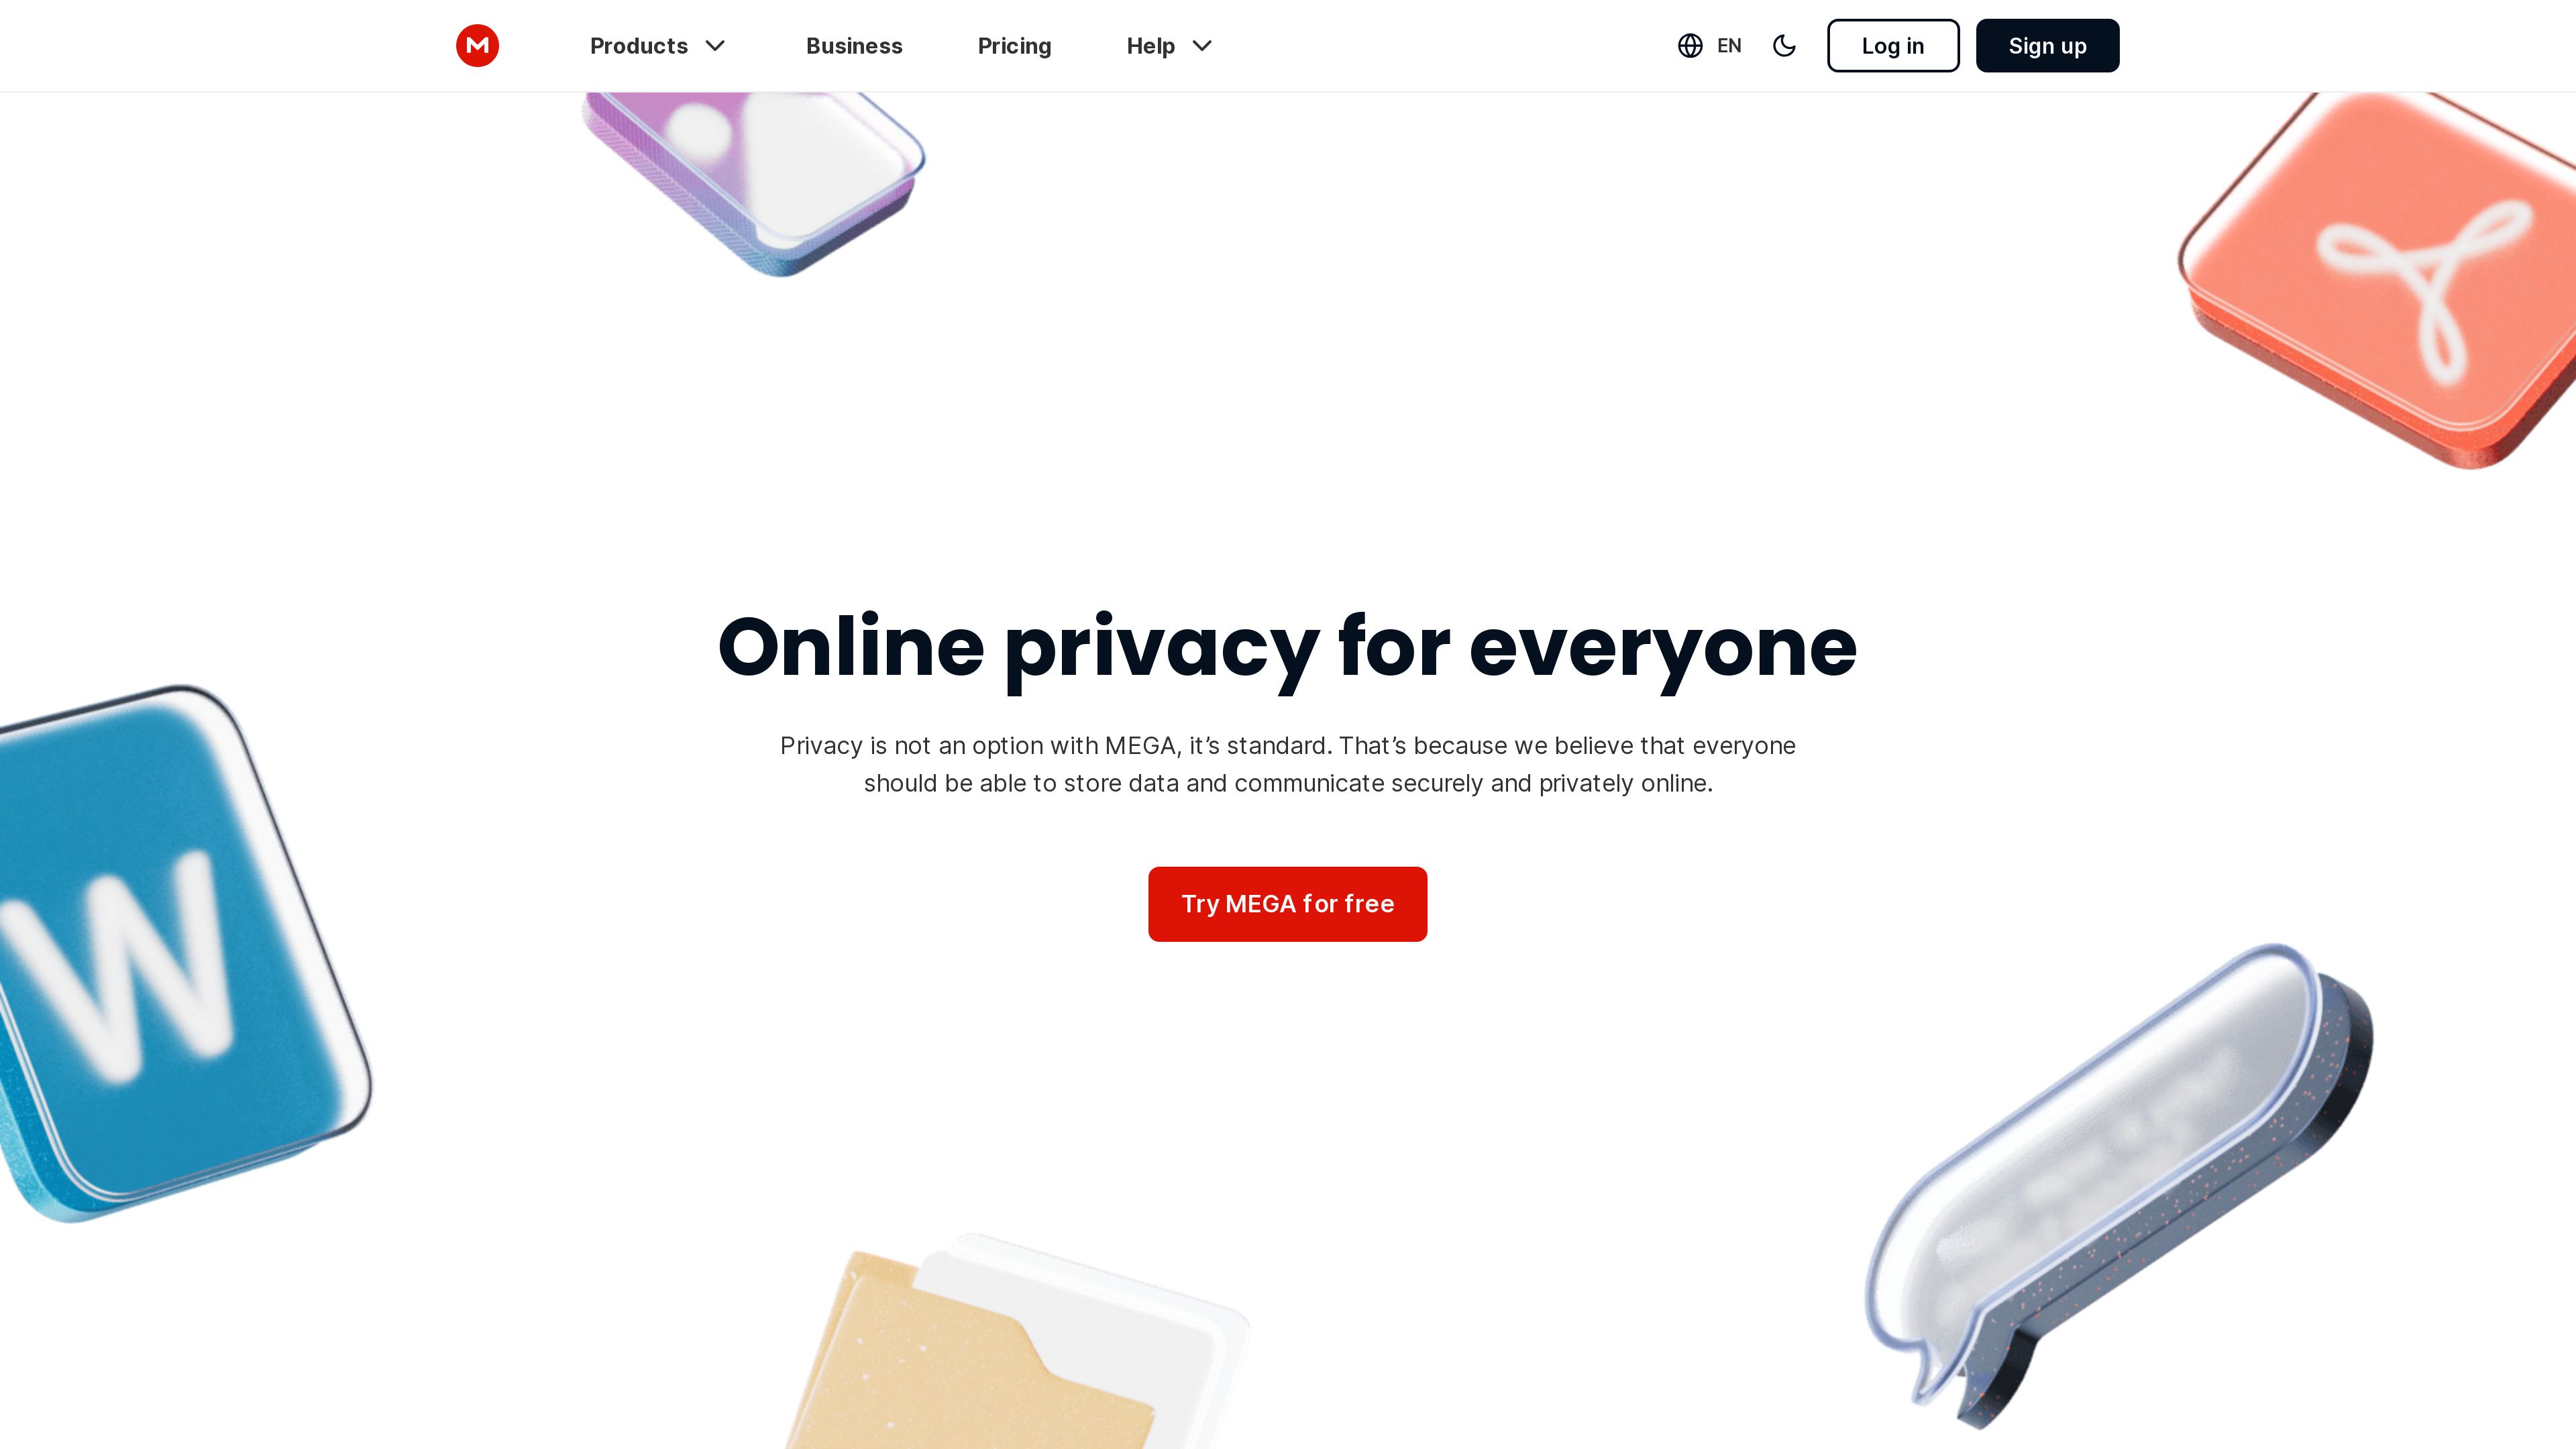 M
Products
Business
Pricing
Help
EN
Log in
Sign up
Online privacy for everyone
Privacy is not an option with MEGA, it’s standard. That’s because we believe that everyone
should be able to store data and communicate securely and privately online.
Try MEGA for free
W